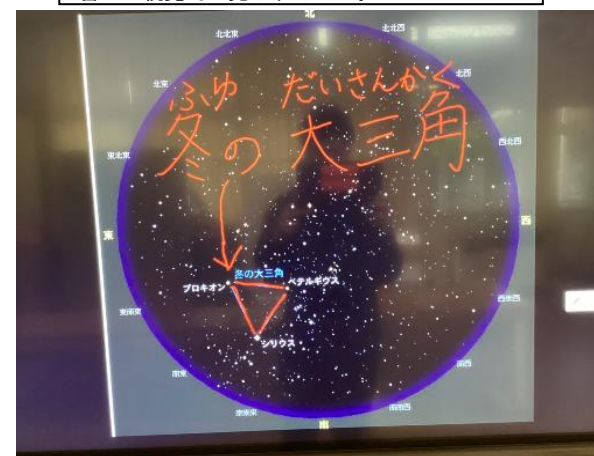 北
北北東
北北西
北東
北西
ふゆ だいさんかく
冬の大三角
東北東
西北西
東
西
冬の大三角
プロキオン
ベテルギウス
東南東
西南西
シリウス
南東
南西
南南東
南南西
南